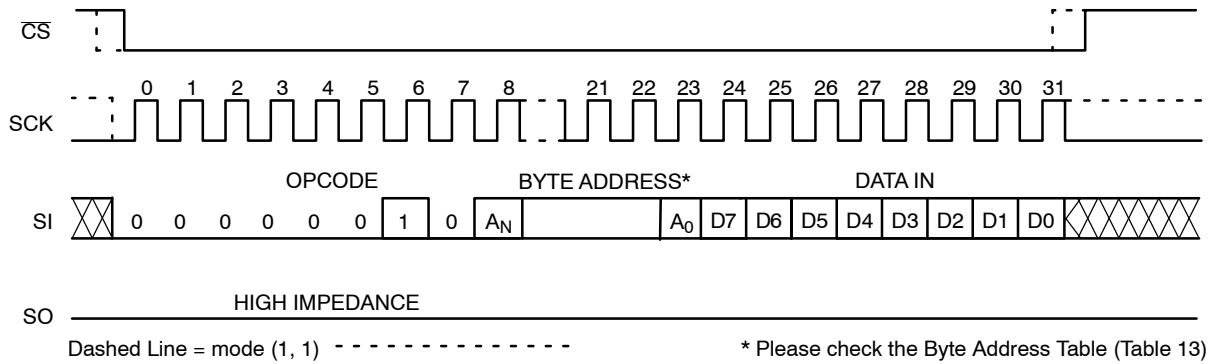 CS
0 1 2 3 4 5 6 7 8 21 22 23 24 25 26 27 28 29 30 31
SCK
OPCODE BYTE ADDRESS* DATA IN
SI 0 0 0 0 0 0 1 0 AN A0 D7 D6 D5 D4 D3 D2 D1 D0
HIGH IMPEDANCE
SO
Dashed Line = mode (1, 1) * Please check the Byte Address Table (Table 13)